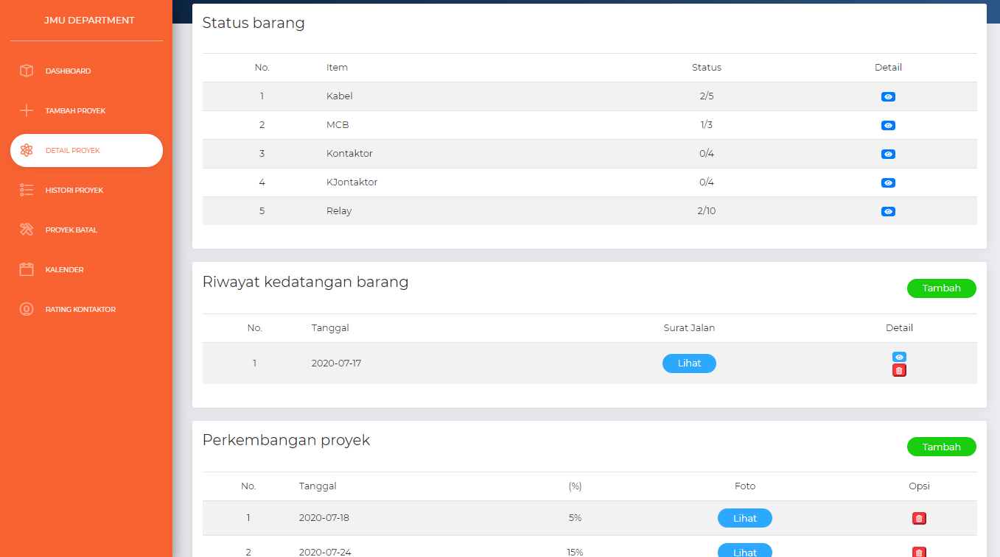 JMU DEPARTMENT
DASHBOARD
TAMBAH PROYEK
DETAIL PROYEK
HISTORI PROYEK
PROYEK BATAL
KALENDER
RATING KONTAKTOR
Status barang
No. Item Status Detail
1 Kabel 2/5
2 MCB 1/3
3 Kontaktor 0/4
4 KJontaktor 0/4
5 Relay 2/10
Riwayat kedatangan barang
Tambah
No. Tanggal Surat Jalan Detail
1 2020-07-17 Lihat
Perkembangan proyek
Tambah
No. Tanggal (%) Foto Opsi
1 2020-07-18 5% Lihat
2 2020-07-24 15% Lihat